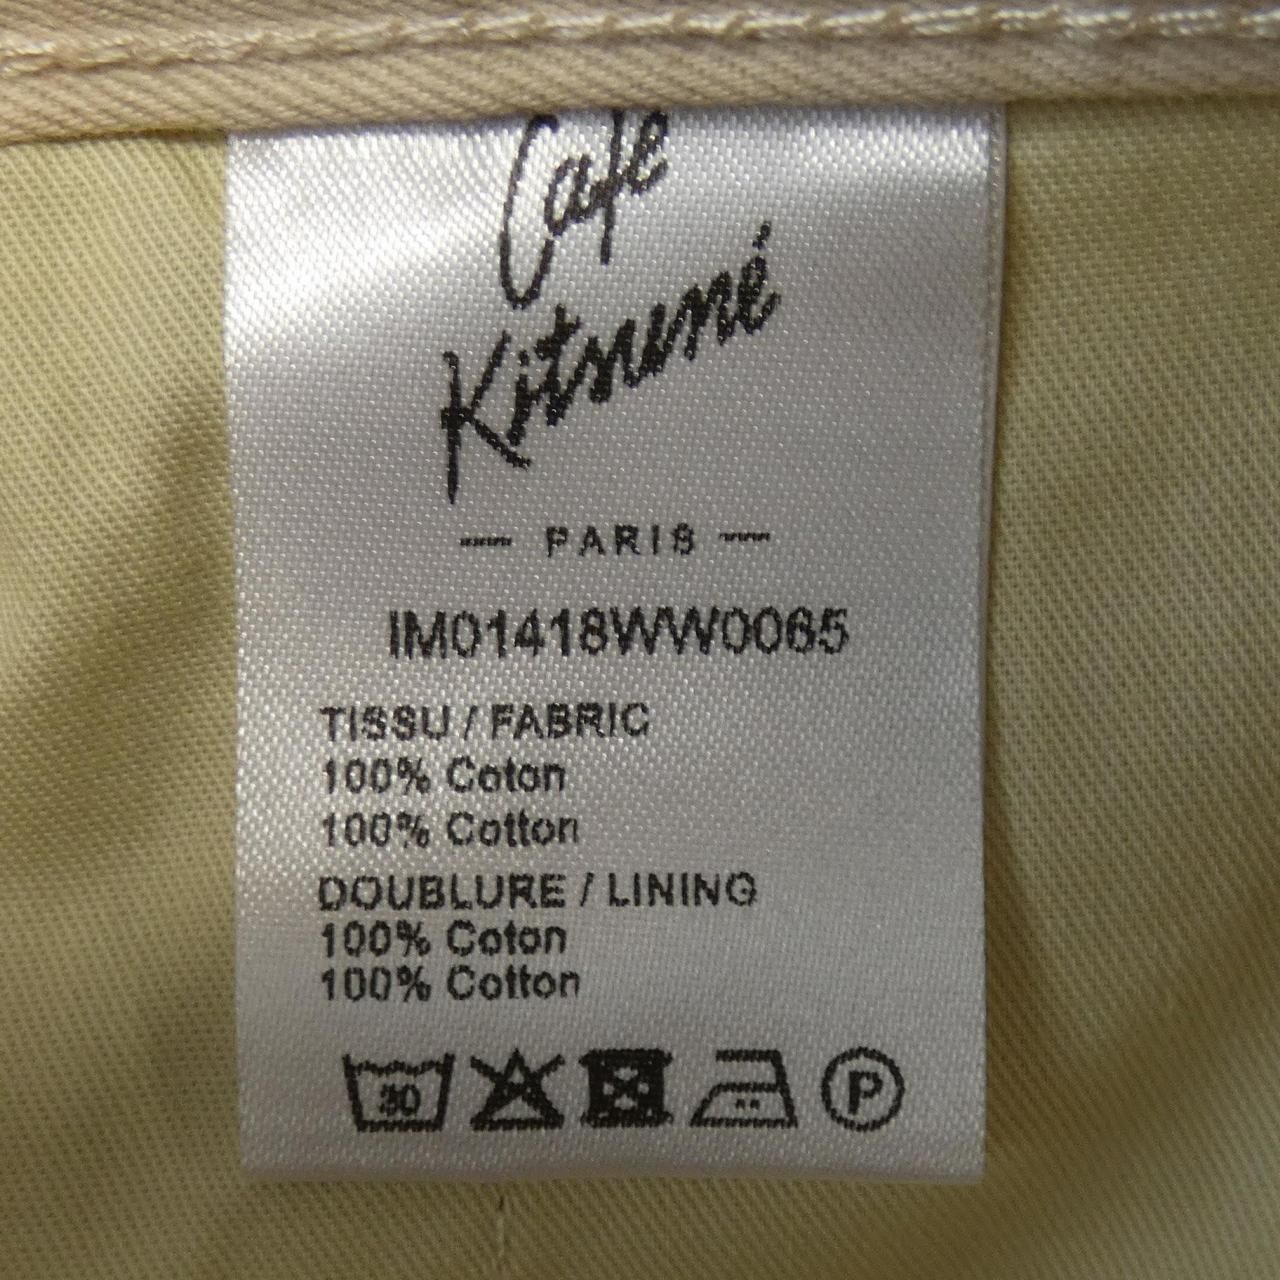 Café
Kitsuné
— PARIS —
IM01418WW0065
TISSU / FABRIC
100% Coton
100% Cotton
DOUBLURE / LINING
100% Coton
100% Cotton
30
P